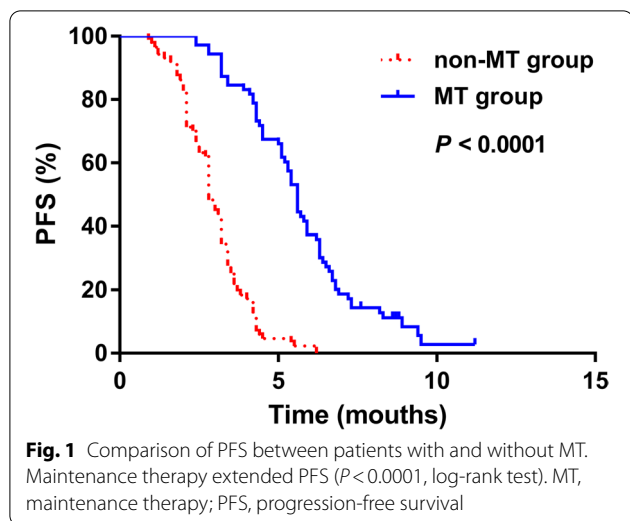 100
80
60
40
20
0
PFS (%)
non-MT group
MT group
P < 0.0001
0 5 10 15
Time (mouths)
Fig. 1 Comparison of PFS between patients with and without MT.
Maintenance therapy extended PFS (P < 0.0001, log-rank test). MT,
maintenance therapy; PFS, progression-free survival